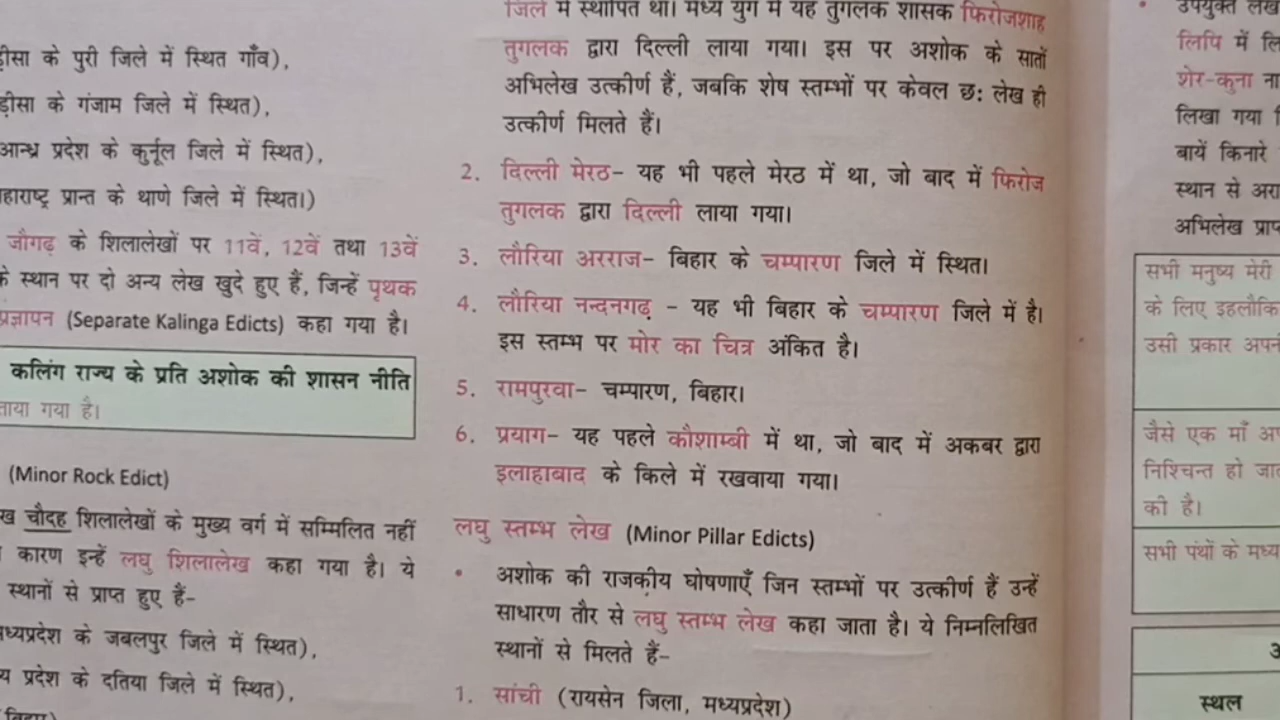 के पुरी जिले में स्थित गाँव),
के गंजाम जिले में स्थित),
आन्ध्र प्रदेश के कुर्नूल जिले में स्थित),
प्रान्त के थाणे जिले में स्थित।)
जौगढ़ के शिलालेखों पर 11वें, 12वें तथा 13वें
के स्थान पर दो अन्य लेख खुदे हुए हैं, जिन्हें पृथक
प्रज्ञापन (Separate Kalinga Edicts) कहा गया है।
कलिंग राज्य के प्रति अशोक की शासन नीति
गया है।
(Minor Rock Edict)
चौदह शिलालेखों के मुख्य वर्ग में सम्मिलित नहीं
कारण इन्हें लघु शिलालेख कहा गया है। ये
स्थानों से प्राप्त हुए हैं-
के जबलपुर जिले में स्थित),
प्रदेश के दतिया जिले में स्थित),
जिले में स्थापित था। मध्य युग में यह तुगलक शासक फिरोजशाह
तुगलक द्वारा दिल्ली लाया गया। इस पर अशोक के सातों
अभिलेख उत्कीर्ण हैं, जबकि शेष स्तम्भों पर केवल छः लेख ही
उत्कीर्ण मिलते हैं।
2. दिल्ली मेरठ- यह भी पहले मेरठ में था, जो बाद में फिरोज
तुगलक द्वारा दिल्ली लाया गया।
3. लौरिया अरराज- बिहार के चम्पारण जिले में स्थित।
4. लौरिया नन्दनगढ़ - यह भी बिहार के चम्पारण जिले में है।
इस स्तम्भ पर मोर का चित्र अंकित है।
5. रामपुरवा- चम्पारण, बिहार।
6. प्रयाग- यह पहले कौशाम्बी में था, जो बाद में अकबर द्वारा
इलाहाबाद के किले में रखवाया गया।
लघु स्तम्भ लेख (Minor Pillar Edicts)
• अशोक की राजकीय घोषणाएँ जिन स्तम्भों पर उत्कीर्ण हैं उन्हें
साधारण तौर से लघु स्तम्भ लेख कहा जाता है। ये निम्नलिखित
स्थानों से मिलते हैं-
1. सांची (रायसेन जिला, मध्यप्रदेश)
• उपर्युक्त
लिपि में
शेर-कुना
लिखा गया
बायें किनारे
स्थान से
अभिलेख
सभी मनुष्य मेरी
के लिए
उसी प्रकार
जैसे एक माँ
निश्चिन्त हो
की है।
सभी पंथों के मध्य
स्थल